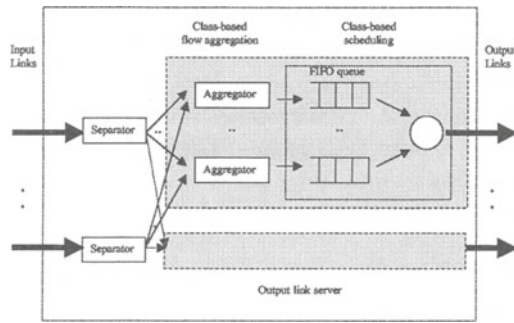 Class-based
flow aggregation
Class-based
scheduling
Input
Links
Output
Links
FIFO queue
Aggregator
Separator
Aggregator
Separator
Output link server